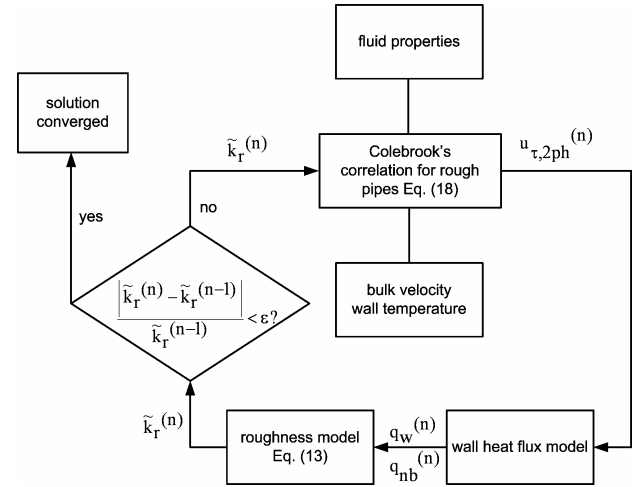 fluid properties
solution
converged
k̃r(n)
Colebrook's
correlation for rough
pipes Eq. (18)
uτ,2ph(n)
yes
no
|k̃r(n) – k̃r(n–1)|
k̃r(n–1)
< ε?
bulk velocity
wall temperature
k̃r(n)
roughness model
Eq. (13)
qw(n)
qnb(n)
wall heat flux model